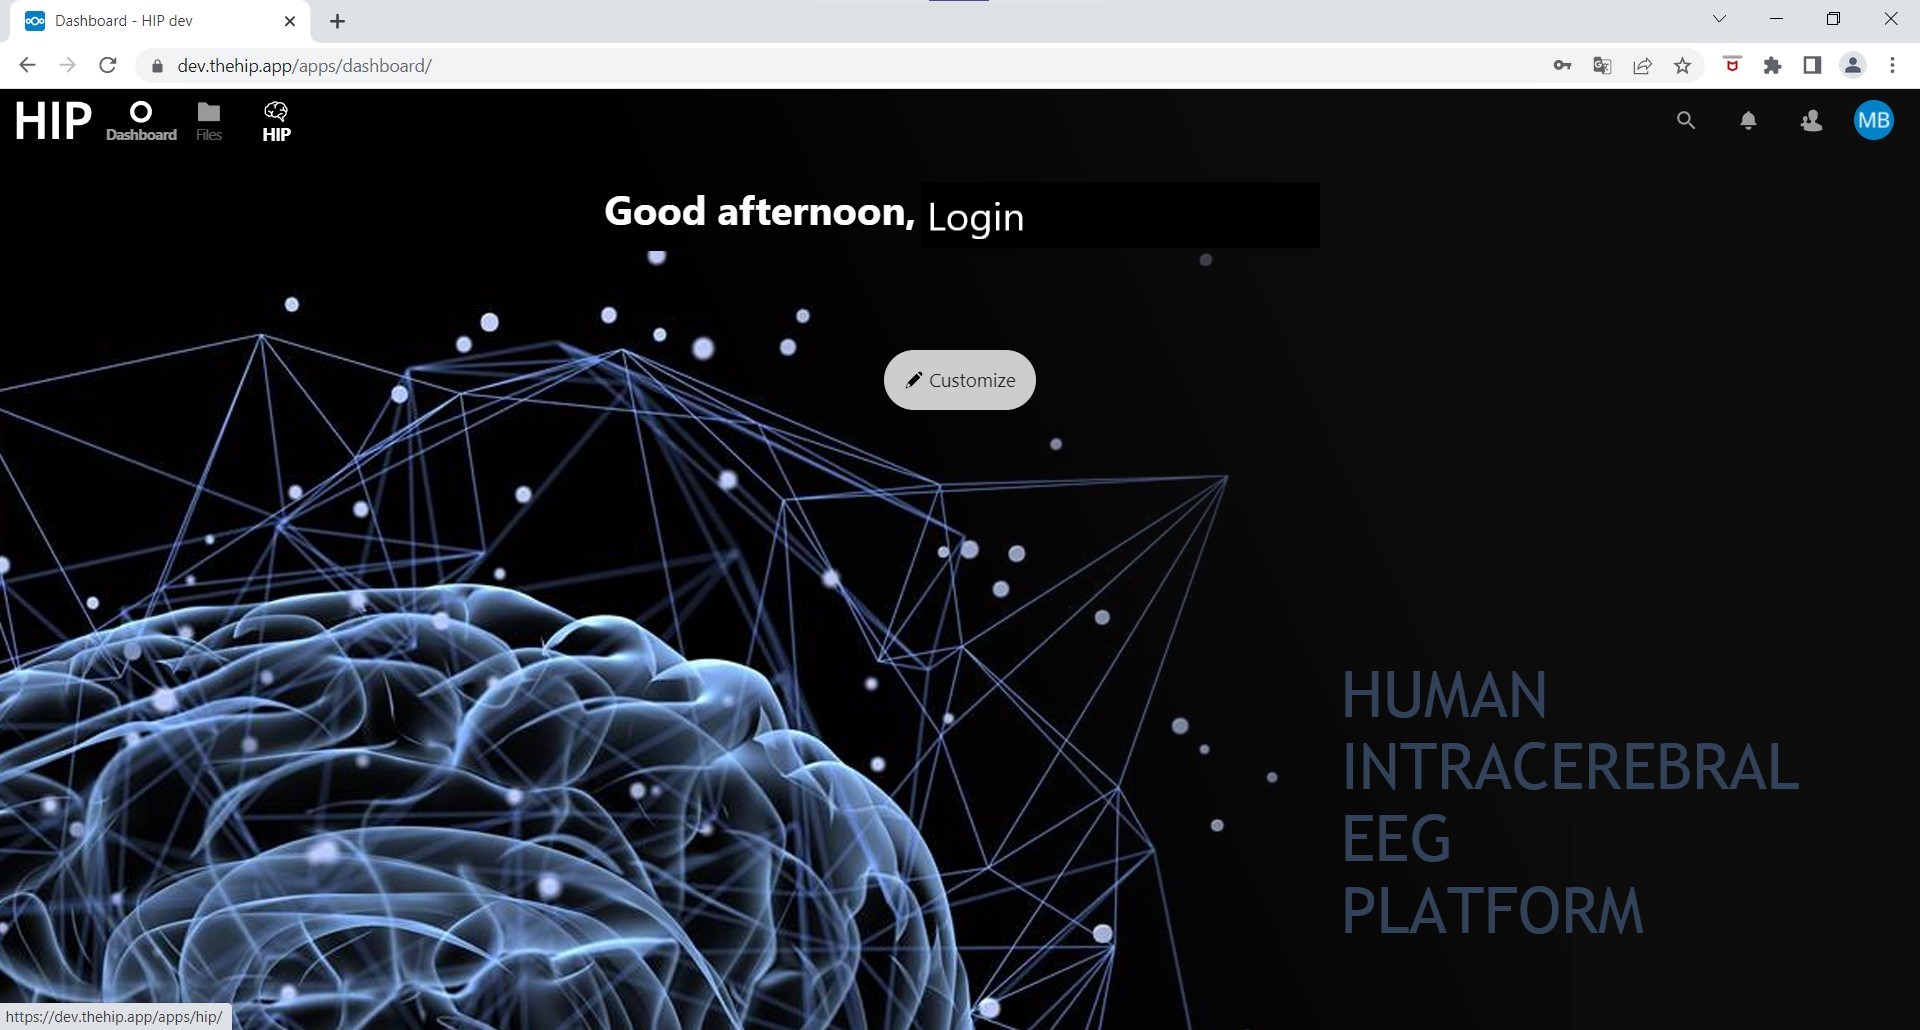 Dashboard - HIP dev
dev.thehip.app/apps/dashboard/
HIP
Dashboard
Files
HIP
MB
Good afternoon, Login
Customize
HUMAN
INTRACEREBRAL
EEG
PLATFORM
https://dev.thehip.app/apps/hip/